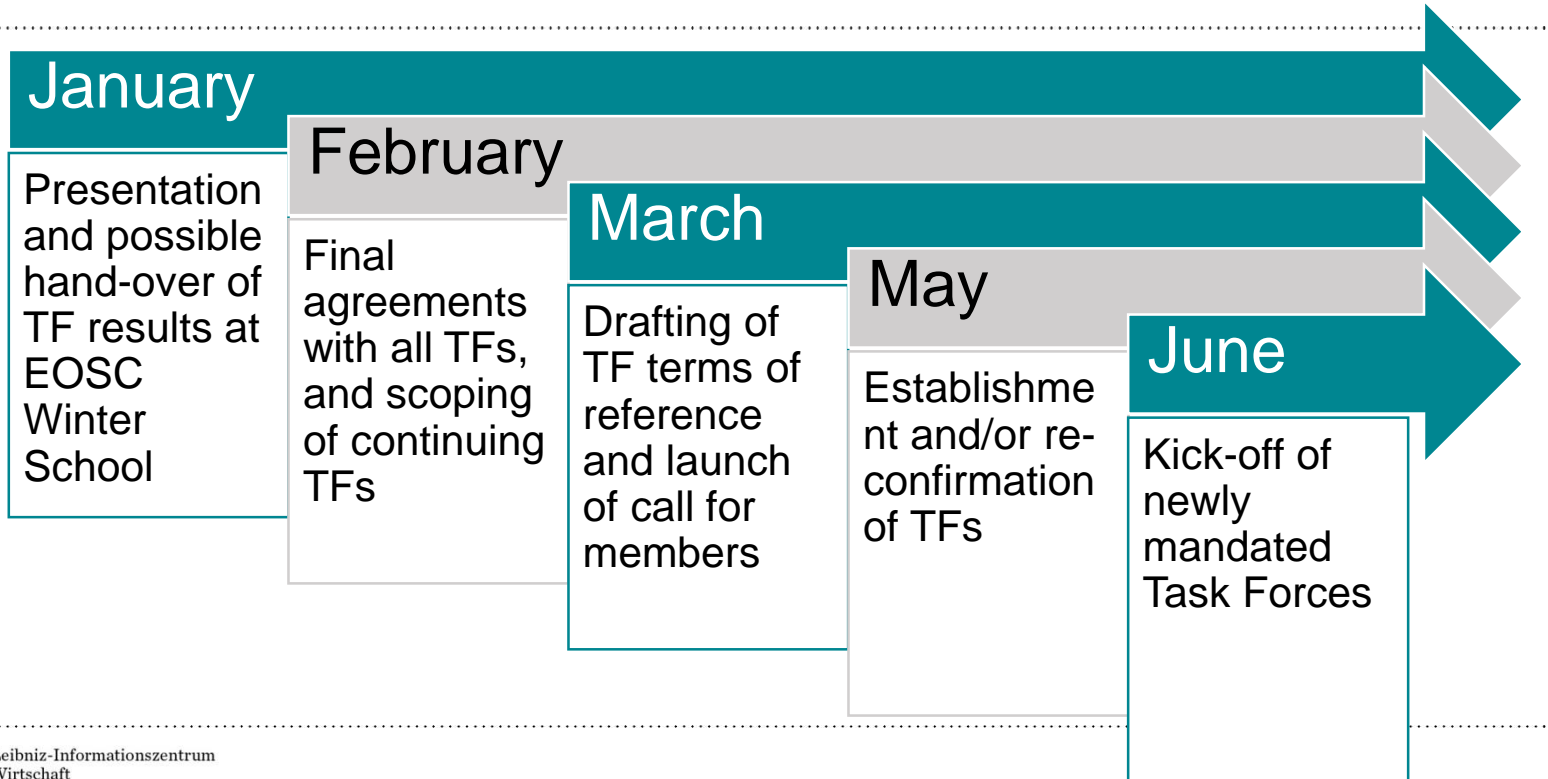 January
Presentation
and possible
hand-over of
TF results at
EOSC
Winter
School
February
Final
agreements
with all TFs,
and scoping
of continuing
TFs
March
Drafting of
TF terms of
reference
and launch
of call for
members
May
Establishme
nt and/or re-
confirmation
of TFs
June
Kick-off of
newly
mandated
Task Forces
eibniz-Informationszentrum
Wirtschaft